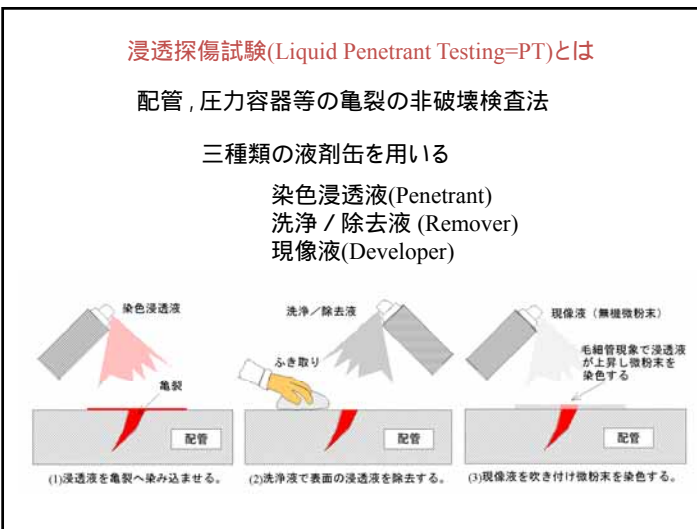 浸透探傷試験(Liquid Penetrant Testing=PT)とは
配管 , 圧力容器等の亀裂の非破壊検査法
三種類の液剤缶を用いる
染色浸透液(Penetrant)
洗浄 / 除去液 (Remover)
現像液(Developer)
染色浸透液
亀裂
配管
(1)浸透液を亀裂へ染み込ませる。
洗浄／除去液
ふき取り
配管
(2)洗浄液で表面の浸透液を除去する。
現像液（無機微粉末）
毛細管現象で浸透液
が上昇し微粉末を
染色する
配管
(3)現像液を吹き付け微粉末を染色する。